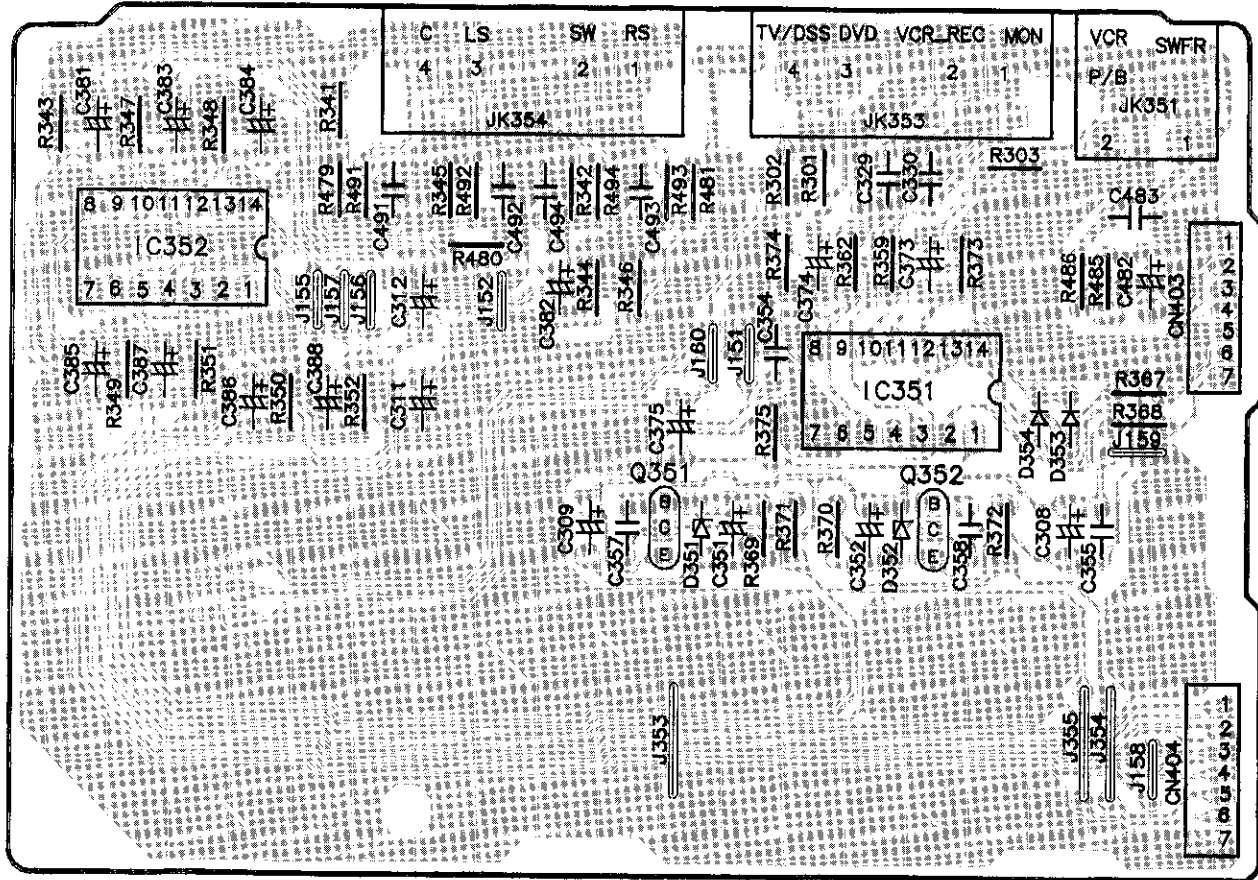 C LS SW RS
4 3 2 1
JK354
TV/DSS DVD VCR_REC MON
4 3 2 1
JK353
VCR SWFR
P/B
JK351
2 1
R343
C381
R347
C383
R348
C384
R341
R479
R491
C491
R345
R492
C492
C494
R342
R494
C493
R493
R481
R302
R301
C329
C330
R303
C483
8 9 10 11 12 13 14
IC352
7 6 5 4 3 2 1
J155
J157
J156
C312
R480
J152
C382
R344
R346
R374
C374
R362
R359
C373
R373
R486
R485
C482
CN403
1
2
3
4
5
6
7
C385
R349
C387
R351
C386
R350
C388
R352
C311
J160
J151
C354
8 9 10 11 12 13 14
IC351
7 6 5 4 3 2 1
C375
R375
D354
D353
R367
R368
J159
Q351
B
C
E
Q352
B
C
E
C309
C357
D351
C351
R369
R371
R370
C352
D352
C358
R372
C308
C355
J353
J355
J354
J158
CN404
1
2
3
4
5
6
7